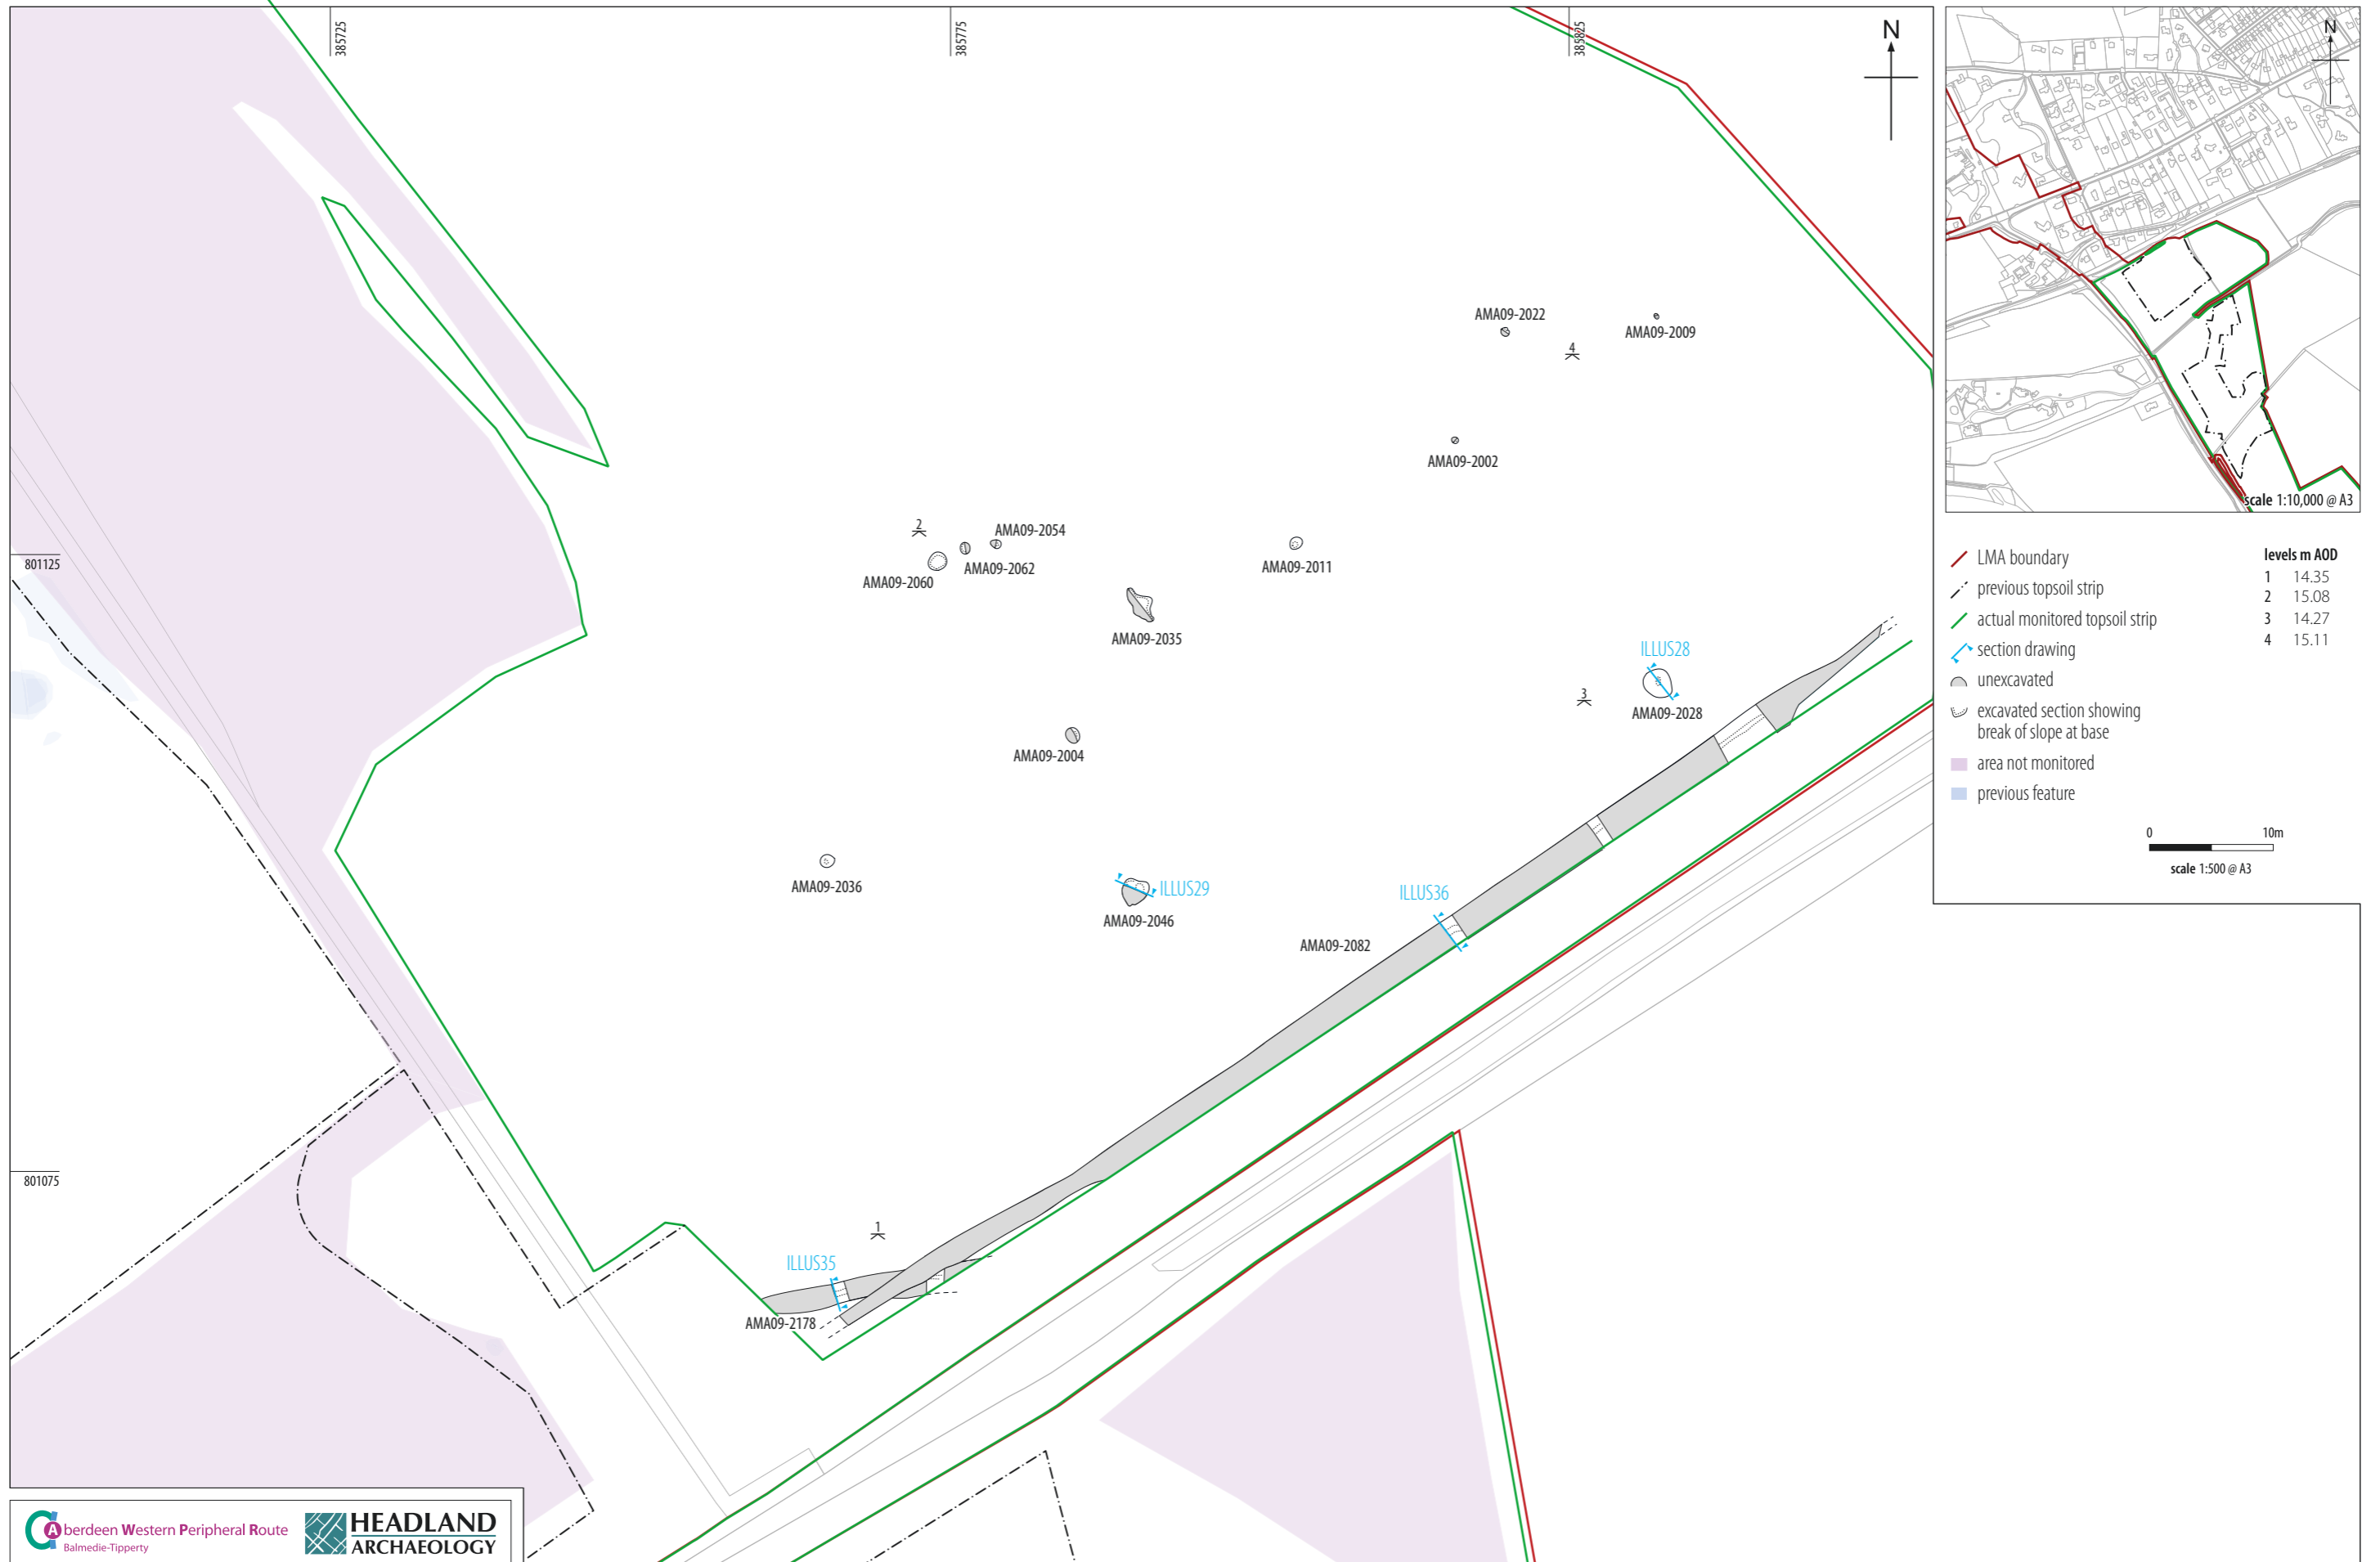 385725
385775
385825
N
N
scale 1:10,000 @ A3
AMA09-2022
4
AMA09-2009
AMA09-2002
2
AMA09-2054
AMA09-2062
AMA09-2060
AMA09-2011
AMA09-2035
801125
ILLUS28
3
AMA09-2028
AMA09-2004
AMA09-2036
ILLUS29
AMA09-2046
ILLUS36
AMA09-2082
801075
1
ILLUS35
AMA09-2178
LMA boundary
previous topsoil strip
actual monitored topsoil strip
section drawing
unexcavated
excavated section showing
break of slope at base
area not monitored
previous feature
levels m AOD
1 14.35
2 15.08
3 14.27
4 15.11
0 10m
scale 1:500 @ A3
Aberdeen Western Peripheral Route
Balmedie-Tipperty
HEADLAND
ARCHAEOLOGY